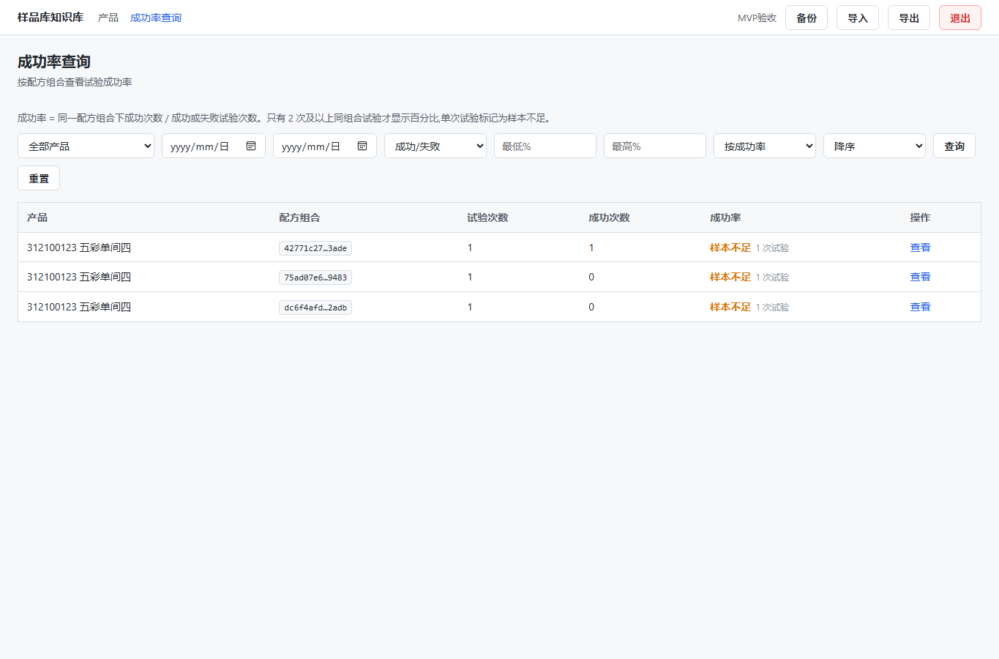 样品库知识库 产品 成功率查询 MVP验收 备份 导入 导出 退出
成功率查询
按配方组合查看试验成功率
成功率 = 同一配方组合下成功次数 / 成功或失败试验次数。只有 2 次及以上同组合试验才显示百分比,单次试验标记为样本不足。
全部产品 yyyy/mm/日 yyyy/mm/日 成功/失败 最低% 最高% 按成功率 降序 查询
重置
产品 配方组合 试验次数 成功次数 成功率 操作
312100123 五彩单间四 42771c27…3ade 1 1 样本不足 1 次试验 查看
312100123 五彩单间四 75ad07e6…9483 1 0 样本不足 1 次试验 查看
312100123 五彩单间四 dc6f4afd…2adb 1 0 样本不足 1 次试验 查看